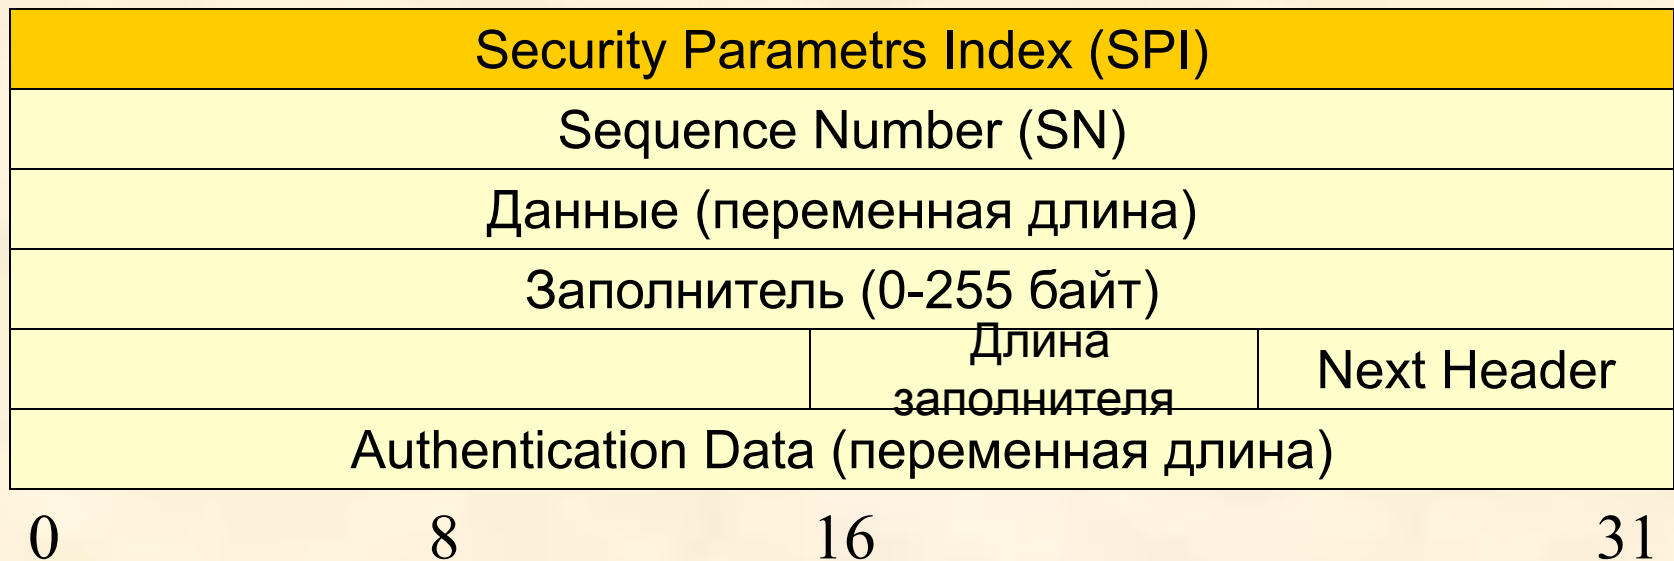 Security Parametrs Index (SPI)
Sequence Number (SN)
Данные (переменная длина)
Заполнитель (0-255 байт)
Длина
заполнителя
Next Header
Authentication Data (переменная длина)
0 8 16 31